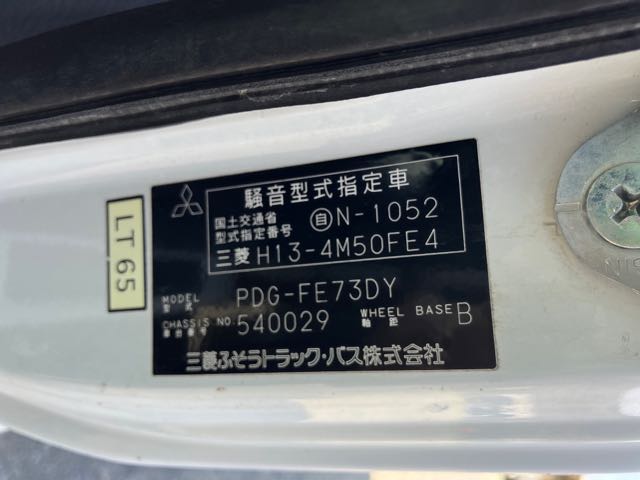 騒音型式指定車
国土交通省
型式指定番号
自 N-1052
三菱 H13-4M50FE4
LT65
MODEL
型式
PDG-FE73DY
CHASSIS NO.
車台番号
540029
WHEEL BASE
軸距
B
三菱ふそうトラック・バス株式会社